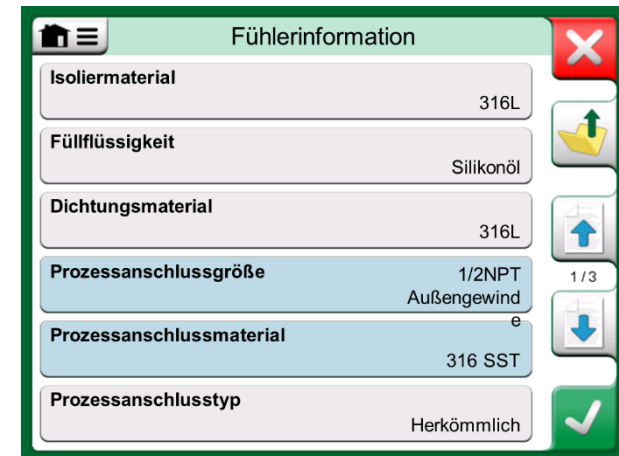 Fühlerinformation
Isoliermaterial
316L
Füllflüssigkeit
Silikonöl
Dichtungsmaterial
316L
Prozessanschlussgröße
1/2NPT
Außengewind
e
1/3
Prozessanschlussmaterial
316 SST
Prozessanschlusstyp
Herkömmlich